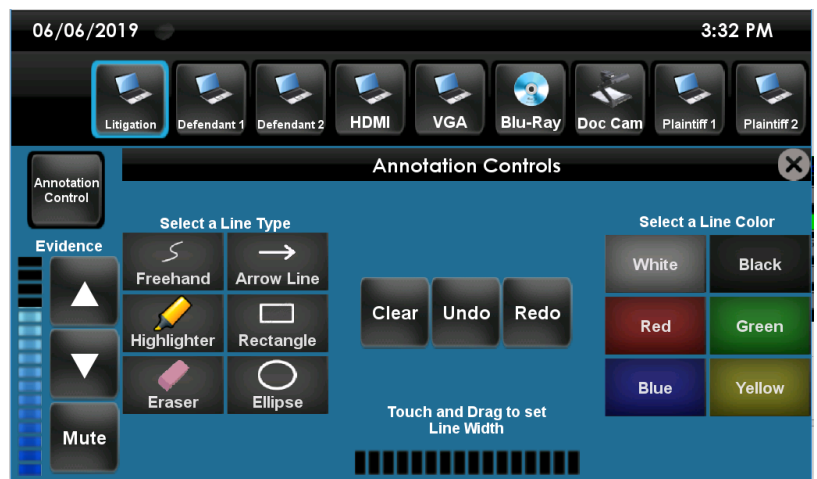 06/06/2019
3:32 PM
Litigation
Defendant 1
Defendant 2
HDMI
VGA
Blu-Ray
Doc Cam
Plaintiff 1
Plaintiff 2
Annotation Controls
Annotation
Control
Evidence
Mute
Select a Line Type
Freehand
Arrow Line
Highlighter
Rectangle
Eraser
Ellipse
Clear
Undo
Redo
Touch and Drag to set
Line Width
Select a Line Color
White
Black
Red
Green
Blue
Yellow